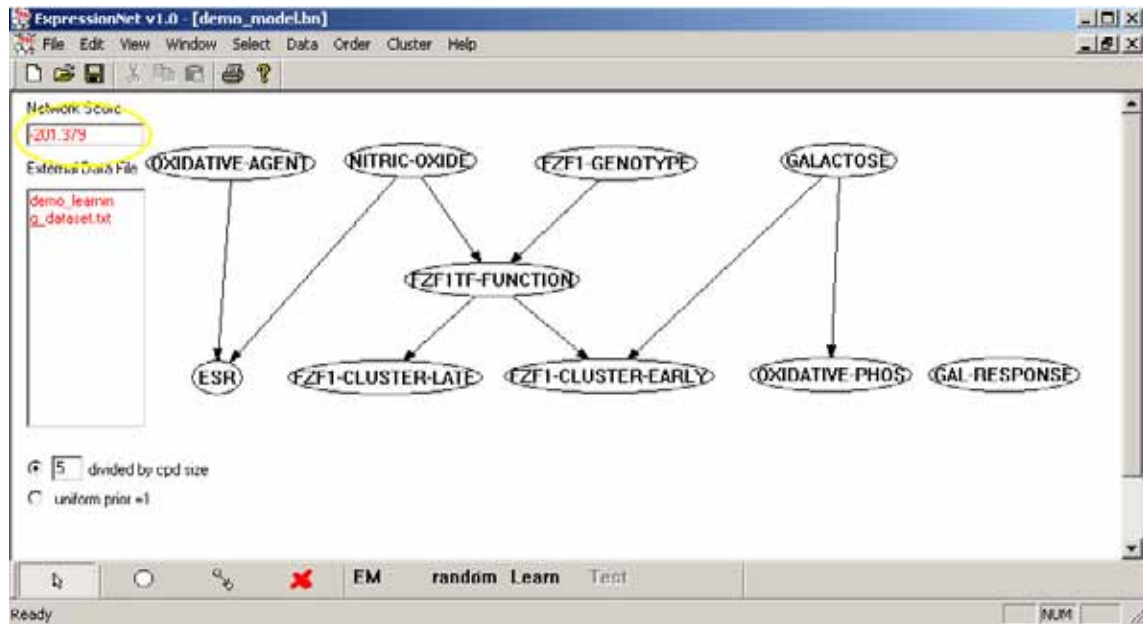 ExpressionNet v1.0 - [demo_model.bn]
File Edit View Window Select Data Order Cluster Help
Network Score
-201.379
External Data File
demo_learnin
g_dataset.txt
OXIDATIVE-AGENT NITRIC-OXIDE FZF1-GENOTYPE GALACTOSE
FZF1TF-FUNCTION
ESR FZF1-CLUSTER-LATE FZF1-CLUSTER-EARLY OXIDATIVE-PHOS GAL-RESPONSE
5 divided by cpd size
uniform prior =1
EM random Learn Test
Ready NUM